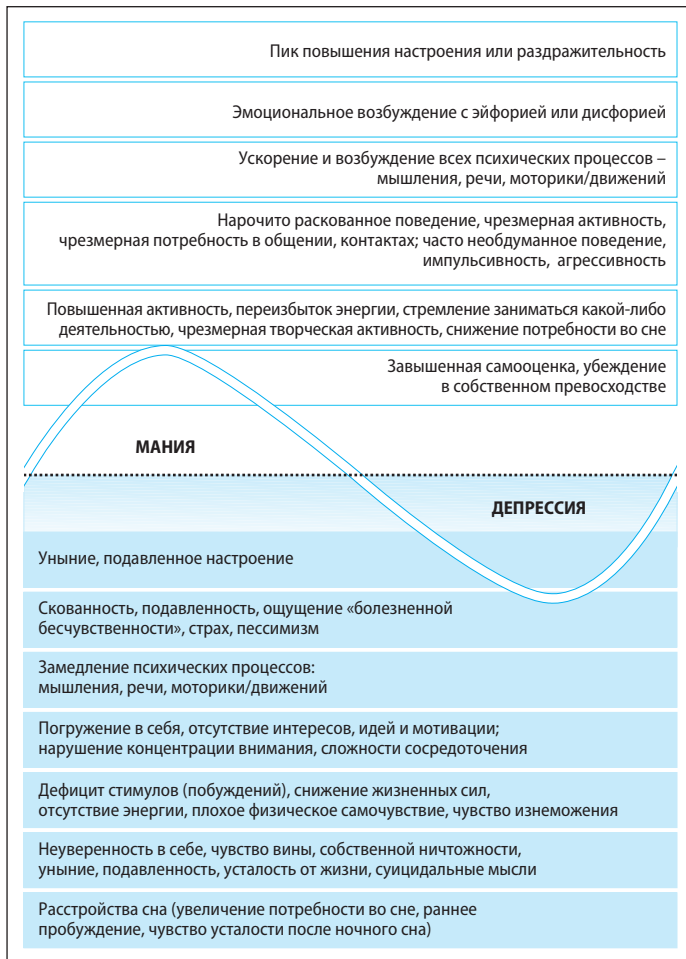 Пик повышения настроения или раздражительность
Эмоциональное возбуждение с эйфорией или дисфорией
Ускорение и возбуждение всех психических процессов –
мышления, речи, моторики/движений
Нарочито раскованное поведение, чрезмерная активность,
чрезмерная потребность в общении, контактах; часто необдуманное поведение,
импульсивность, агрессивность
Повышенная активность, переизбыток энергии, стремление заниматься какой-либо
деятельностью, чрезмерная творческая активность, снижение потребности во сне
Завышенная самооценка, убеждение
в собственном превосходстве
МАНИЯ
ДЕПРЕССИЯ
Уныние, подавленное настроение
Скованность, подавленность, ощущение «болезненной
бесчувственности», страх, пессимизм
Замедление психических процессов:
мышления, речи, моторики/движений
Погружение в себя, отсутствие интересов, идей и мотивации;
нарушение концентрации внимания, сложности сосредоточения
Дефицит стимулов (побуждений), снижение жизненных сил,
отсутствие энергии, плохое физическое самочувствие, чувство изнеможения
Неуверенность в себе, чувство вины, собственной ничтожности,
уныние, подавленность, усталость от жизни, суицидальные мысли
Расстройства сна (увеличение потребности во сне, раннее
пробуждение, чувство усталости после ночного сна)